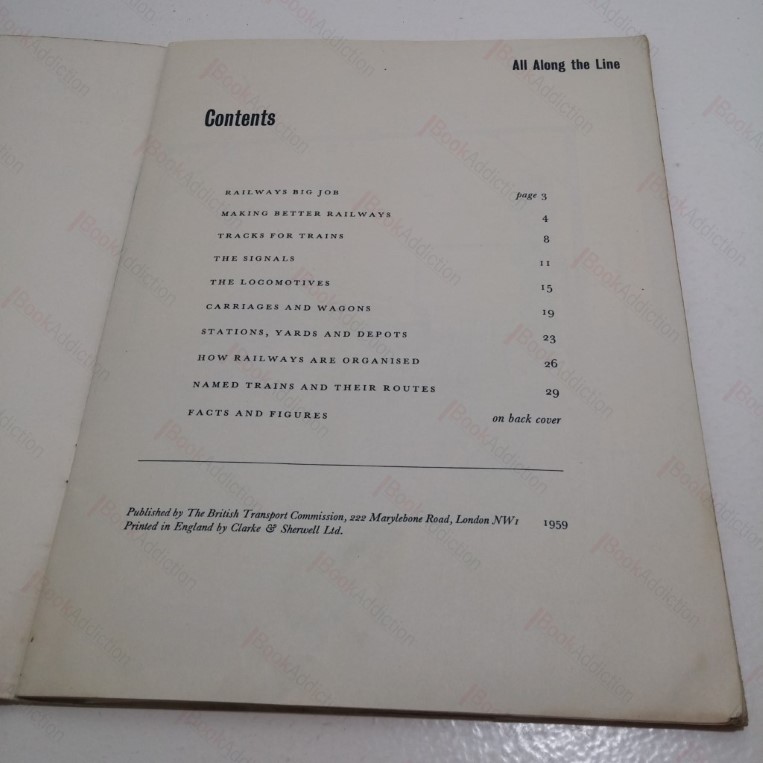 All Along the Line
Contents
RAILWAYS BIG JOB page 3
MAKING BETTER RAILWAYS 4
TRACKS FOR TRAINS 8
THE SIGNALS 11
THE LOCOMOTIVES 15
CARRIAGES AND WAGONS 19
STATIONS, YARDS AND DEPOTS 23
HOW RAILWAYS ARE ORGANISED 26
NAMED TRAINS AND THEIR ROUTES 29
FACTS AND FIGURES on back cover
Published by The British Transport Commission, 222 Marylebone Road, London NW1 1959
Printed in England by Clarke & Sherwell Ltd.
BookAddiction